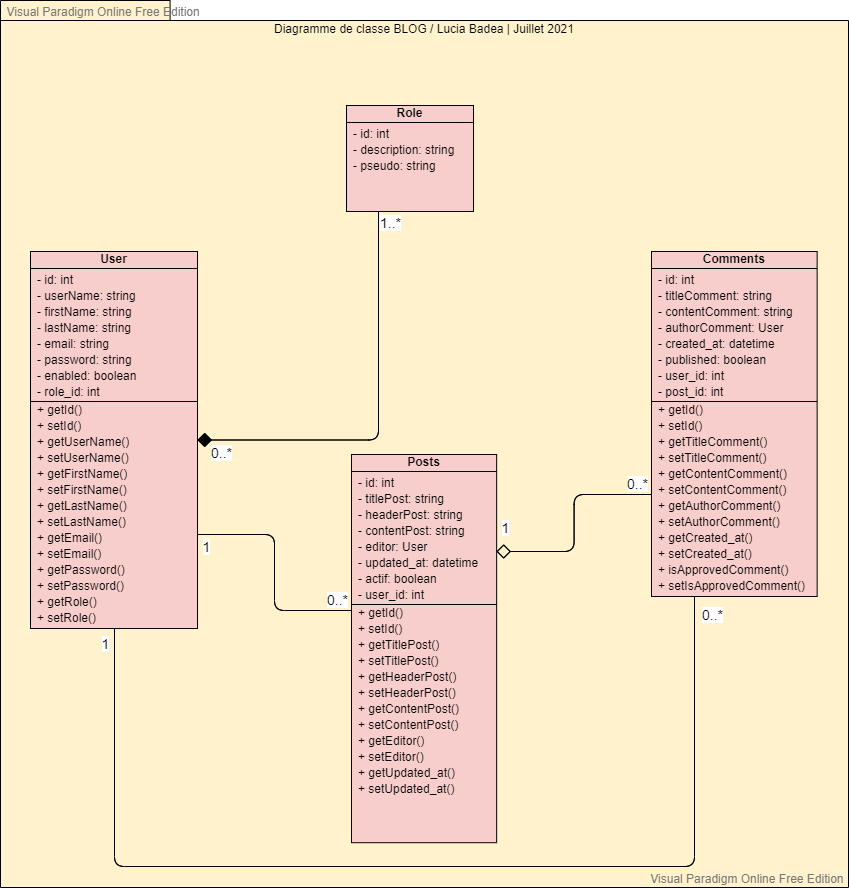 Visual Paradigm Online Free Edition
Diagramme de classe BLOG / Lucia Badea | Juillet 2021
Role
- id: int
- description: string
- pseudo: string
1..*
User
- id: int
- userName: string
- firstName: string
- lastName: string
- email: string
- password: string
- enabled: boolean
- role_id: int
+ getId()
+ setId()
+ getUserName()
+ setUserName()
+ getFirstName()
+ setFirstName()
+ getLastName()
+ setLastName()
+ getEmail()
+ setEmail()
+ getPassword()
+ setPassword()
+ getRole()
+ setRole()
0..*
1
0..*
1
Posts
- id: int
- titlePost: string
- headerPost: string
- contentPost: string
- editor: User
- updated_at: datetime
- actif: boolean
- user_id: int
+ getId()
+ setId()
+ getTitlePost()
+ setTitlePost()
+ getHeaderPost()
+ setHeaderPost()
+ getContentPost()
+ setContentPost()
+ getEditor()
+ setEditor()
+ getUpdated_at()
+ setUpdated_at()
1
0..*
Comments
- id: int
- titleComment: string
- contentComment: string
- authorComment: User
- created_at: datetime
- published: boolean
- user_id: int
- post_id: int
+ getId()
+ setId()
+ getTitleComment()
+ setTitleComment()
+ getContentComment()
+ setContentComment()
+ getAuthorComment()
+ setAuthorComment()
+ getCreated_at()
+ setCreated_at()
+ isApprovedComment()
+ setIsApprovedComment()
0..*
Visual Paradigm Online Free Edition